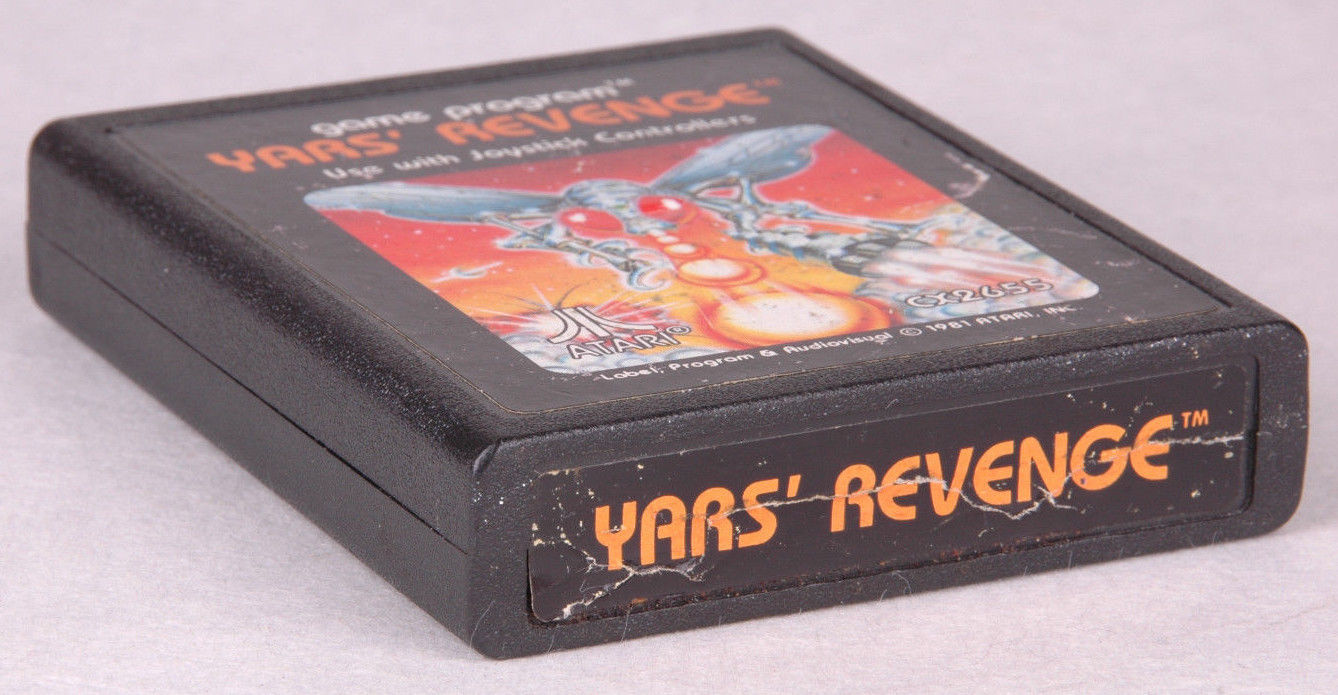 game program™
YARS' REVENGE™
Use with Joystick Controllers
ATARI®
CX2655
Label, Program & Audiovisual © 1981 ATARI, INC.
YARS' REVENGE™